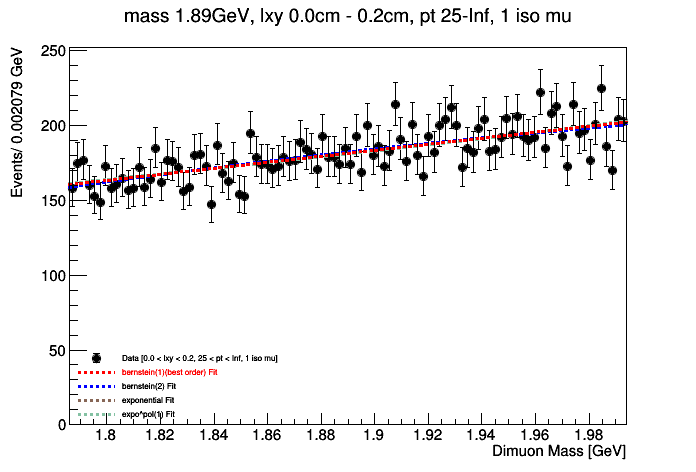 mass 1.89GeV, lxy 0.0cm - 0.2cm, pt 25-Inf, 1 iso mu
Events/ 0.002079 GeV
250
200
150
100
50
0
Data [0.0 < lxy < 0.2, 25 < pt < Inf, 1 iso mu]
bernstein(1)(best order) Fit
bernstein(2) Fit
exponential Fit
expo*pol(1) Fit
1.8 1.82 1.84 1.86 1.88 1.9 1.92 1.94 1.96 1.98
Dimuon Mass [GeV]